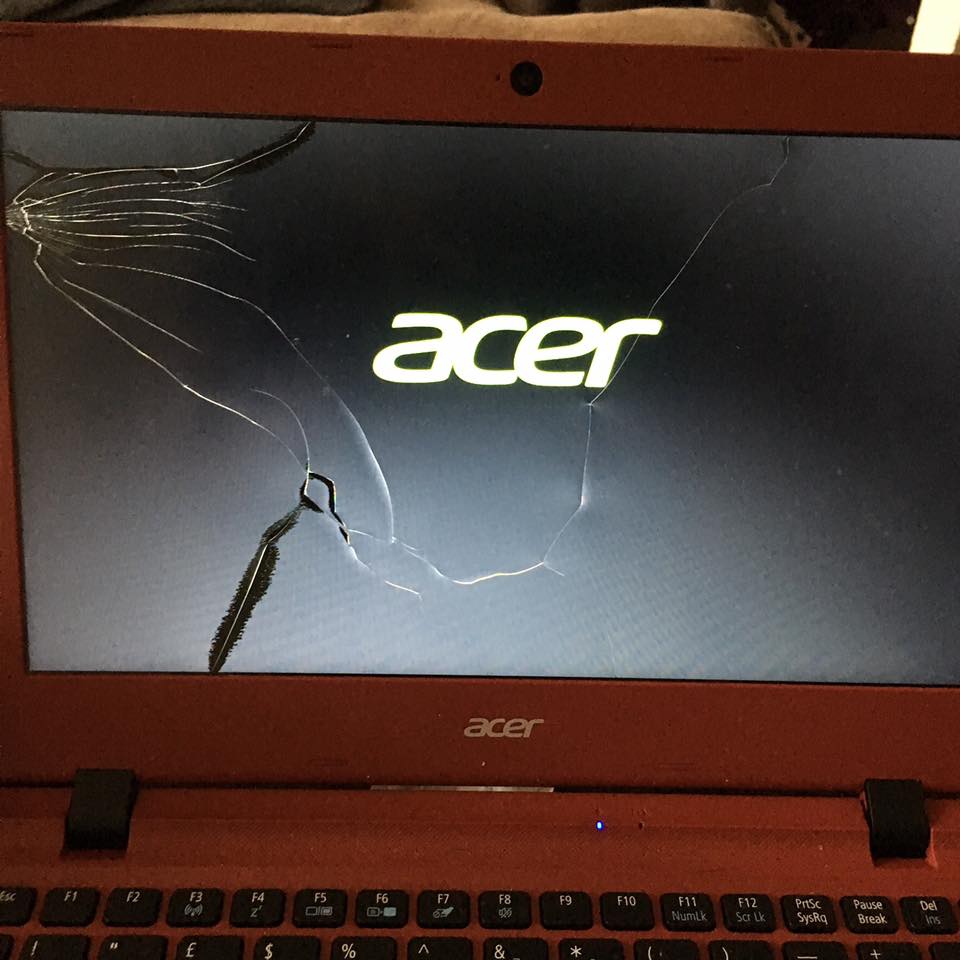 acer
acer
Esc F1 F2 F3 F4 F5 F6 F7 F8 F9 F10 F11 F12 PrtSc Pause Del
z NumLk Scr Lk SysRq Break Ins
! " £ $ % ^ & * ( ) _ +